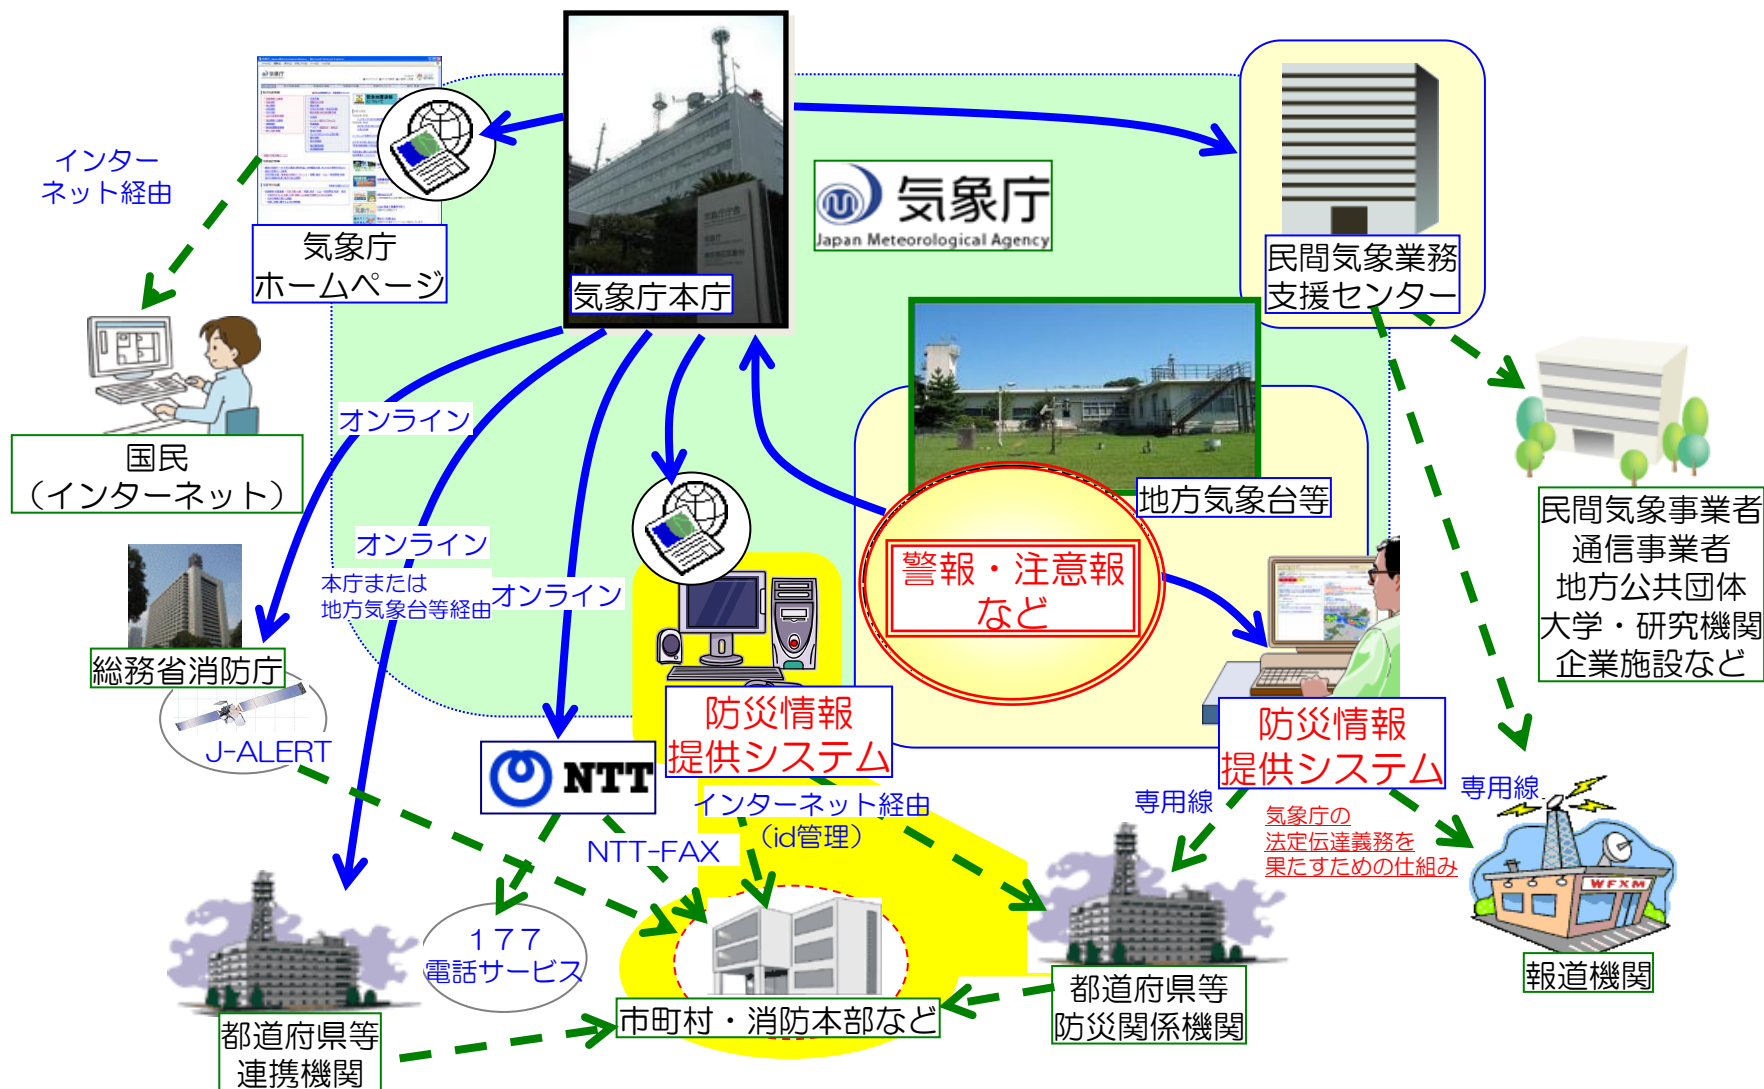 気象庁
Japan Meteorological Agency
インター
ネット経由
気象庁
ホームページ
気象庁本庁
民間気象業務
支援センター
国民
（インターネット）
オンライン
地方気象台等
民間気象事業者
通信事業者
地方公共団体
大学・研究機関
企業施設など
オンライン
本庁または
地方気象台等経由
オンライン
警報・注意報
など
総務省消防庁
J-ALERT
NTT
防災情報
提供システム
防災情報
提供システム
インターネット経由
（id管理）
NTT-FAX
専用線
専用線
気象庁の
法定伝達義務を
果たすための仕組み
WFXM
１７７
電話サービス
報道機関
都道府県等
防災関係機関
市町村・消防本部など
都道府県等
連携機関